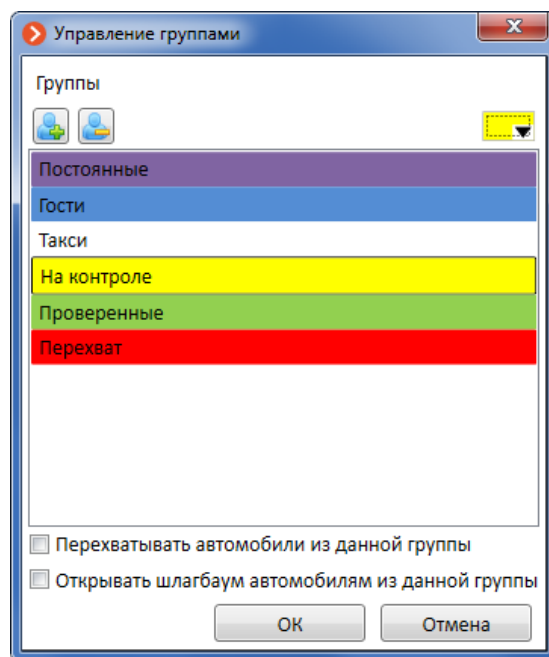 Управление группами
Группы
Постоянные
Гости
Такси
На контроле
Проверенные
Перехват
Перехватывать автомобили из данной группы
Открывать шлагбаум автомобилям из данной группы
ОК
Отмена